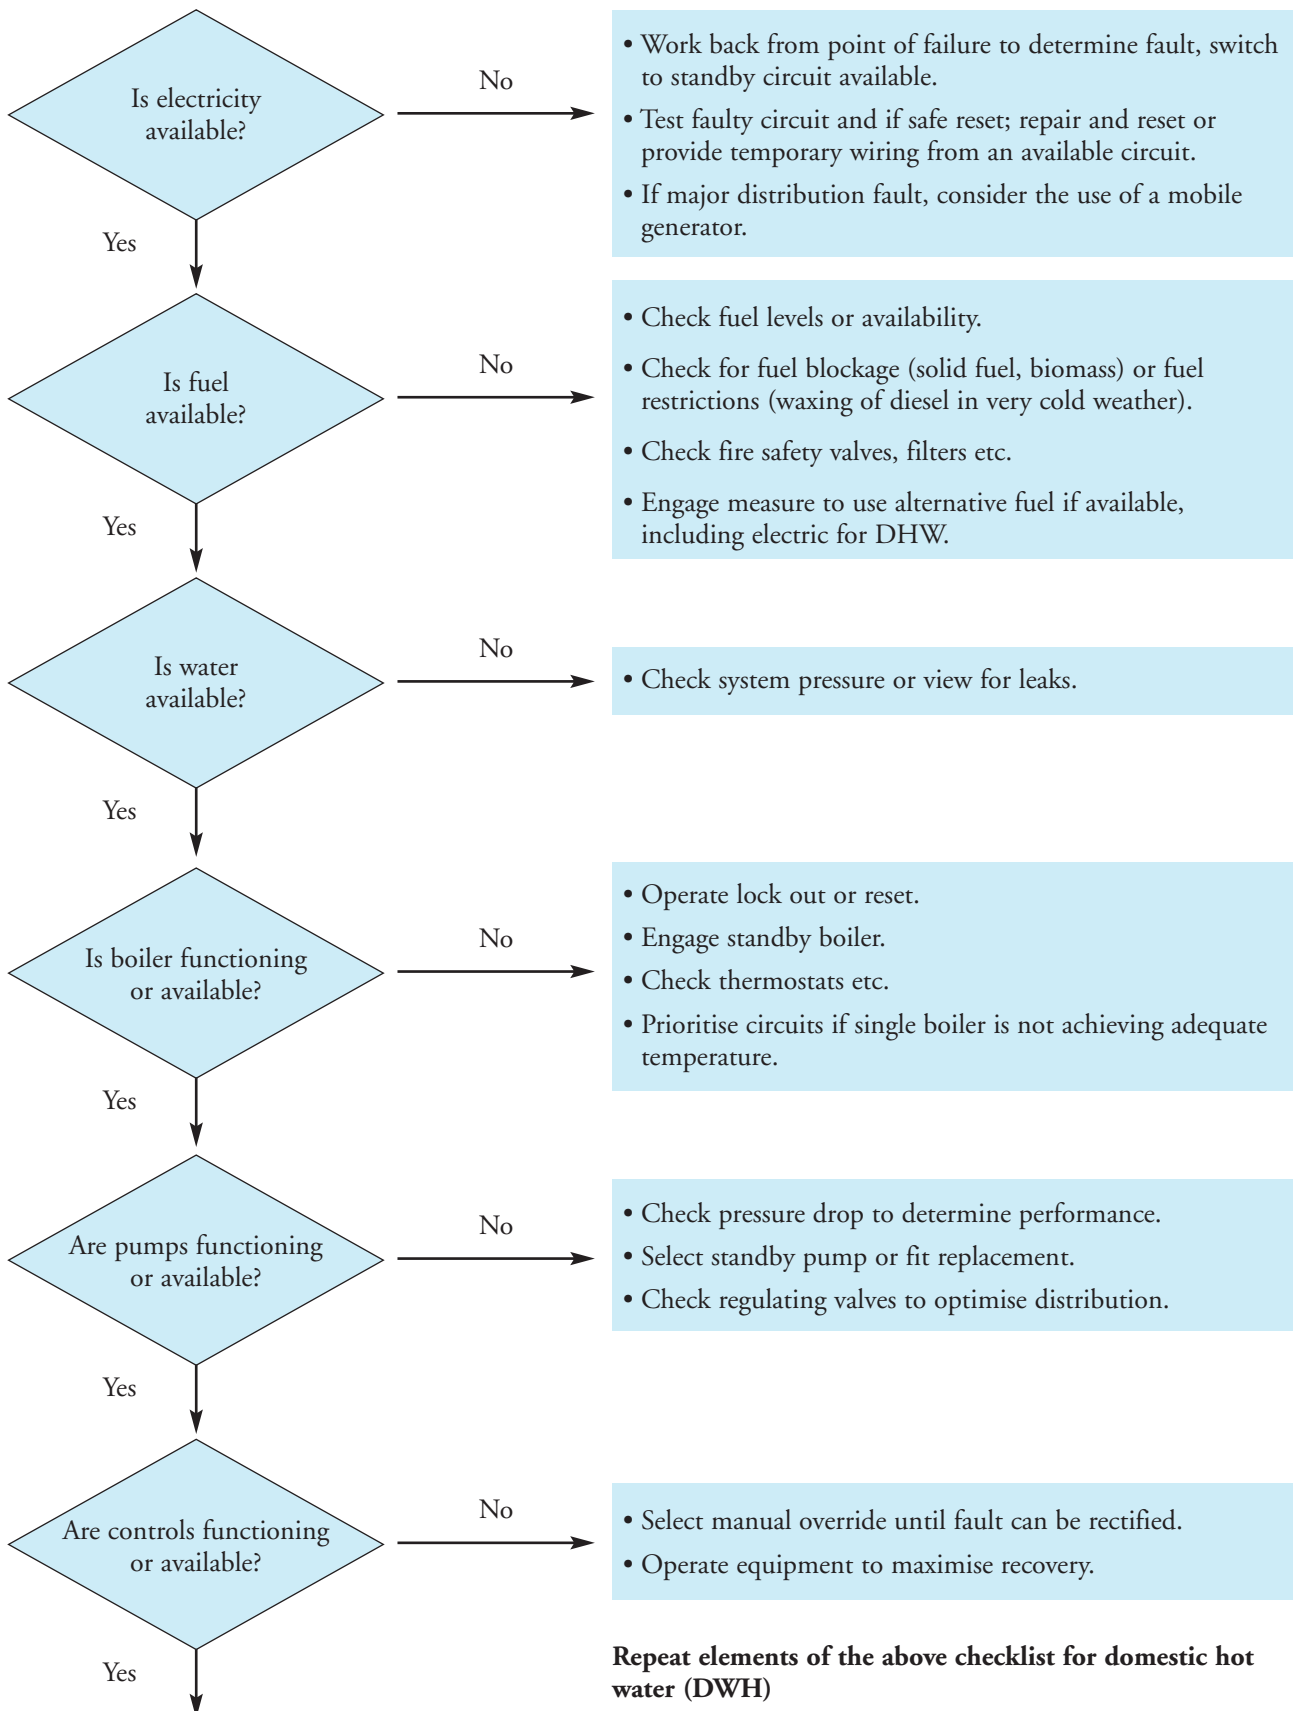 Is electricity
available?
No
• Work back from point of failure to determine fault, switch
to standby circuit available.
• Test faulty circuit and if safe reset; repair and reset or
provide temporary wiring from an available circuit.
• If major distribution fault, consider the use of a mobile
generator.
Yes
Is fuel
available?
No
• Check fuel levels or availability.
• Check for fuel blockage (solid fuel, biomass) or fuel
restrictions (waxing of diesel in very cold weather).
• Check fire safety valves, filters etc.
• Engage measure to use alternative fuel if available,
including electric for DHW.
Yes
Is water
available?
No
• Check system pressure or view for leaks.
Yes
Is boiler functioning
or available?
No
• Operate lock out or reset.
• Engage standby boiler.
• Check thermostats etc.
• Prioritise circuits if single boiler is not achieving adequate
temperature.
Yes
Are pumps functioning
or available?
No
• Check pressure drop to determine performance.
• Select standby pump or fit replacement.
• Check regulating valves to optimise distribution.
Yes
Are controls functioning
or available?
No
• Select manual override until fault can be rectified.
• Operate equipment to maximise recovery.
Yes
Repeat elements of the above checklist for domestic hot
water (DWH)